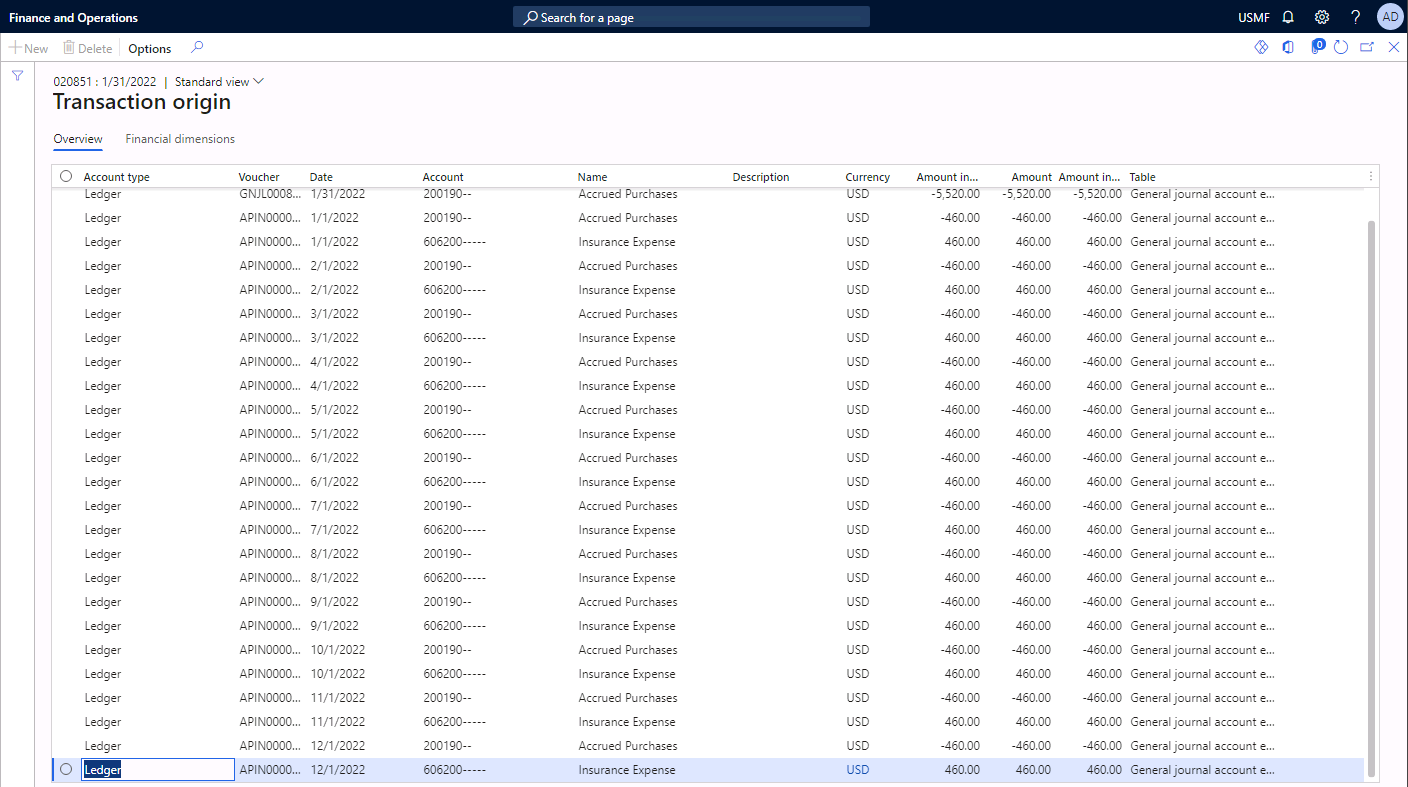 Finance and Operations Search for a page USMF ? AD
New Delete Options 0
020851 : 1/31/2022 | Standard view
Transaction origin
Overview Financial dimensions
Account type Voucher Date Account Name Description Currency Amount in... Amount Amount in... Table
Ledger GNJL0008... 1/31/2022 200190-- Accrued Purchases USD -5,520.00 -5,520.00 -5,520.00 General journal account e...
Ledger APIN0000... 1/1/2022 200190-- Accrued Purchases USD -460.00 -460.00 -460.00 General journal account e...
Ledger APIN0000... 1/1/2022 606200----- Insurance Expense USD 460.00 460.00 460.00 General journal account e...
Ledger APIN0000... 2/1/2022 200190-- Accrued Purchases USD -460.00 -460.00 -460.00 General journal account e...
Ledger APIN0000... 2/1/2022 606200----- Insurance Expense USD 460.00 460.00 460.00 General journal account e...
Ledger APIN0000... 3/1/2022 200190-- Accrued Purchases USD -460.00 -460.00 -460.00 General journal account e...
Ledger APIN0000... 3/1/2022 606200----- Insurance Expense USD 460.00 460.00 460.00 General journal account e...
Ledger APIN0000... 4/1/2022 200190-- Accrued Purchases USD -460.00 -460.00 -460.00 General journal account e...
Ledger APIN0000... 4/1/2022 606200----- Insurance Expense USD 460.00 460.00 460.00 General journal account e...
Ledger APIN0000... 5/1/2022 200190-- Accrued Purchases USD -460.00 -460.00 -460.00 General journal account e...
Ledger APIN0000... 5/1/2022 606200----- Insurance Expense USD 460.00 460.00 460.00 General journal account e...
Ledger APIN0000... 6/1/2022 200190-- Accrued Purchases USD -460.00 -460.00 -460.00 General journal account e...
Ledger APIN0000... 6/1/2022 606200----- Insurance Expense USD 460.00 460.00 460.00 General journal account e...
Ledger APIN0000... 7/1/2022 200190-- Accrued Purchases USD -460.00 -460.00 -460.00 General journal account e...
Ledger APIN0000... 7/1/2022 606200----- Insurance Expense USD 460.00 460.00 460.00 General journal account e...
Ledger APIN0000... 8/1/2022 200190-- Accrued Purchases USD -460.00 -460.00 -460.00 General journal account e...
Ledger APIN0000... 8/1/2022 606200----- Insurance Expense USD 460.00 460.00 460.00 General journal account e...
Ledger APIN0000... 9/1/2022 200190-- Accrued Purchases USD -460.00 -460.00 -460.00 General journal account e...
Ledger APIN0000... 9/1/2022 606200----- Insurance Expense USD 460.00 460.00 460.00 General journal account e...
Ledger APIN0000... 10/1/2022 200190-- Accrued Purchases USD -460.00 -460.00 -460.00 General journal account e...
Ledger APIN0000... 10/1/2022 606200----- Insurance Expense USD 460.00 460.00 460.00 General journal account e...
Ledger APIN0000... 11/1/2022 200190-- Accrued Purchases USD -460.00 -460.00 -460.00 General journal account e...
Ledger APIN0000... 11/1/2022 606200----- Insurance Expense USD 460.00 460.00 460.00 General journal account e...
Ledger APIN0000... 12/1/2022 200190-- Accrued Purchases USD -460.00 -460.00 -460.00 General journal account e...
Ledger APIN0000... 12/1/2022 606200----- Insurance Expense USD 460.00 460.00 460.00 General journal account e...